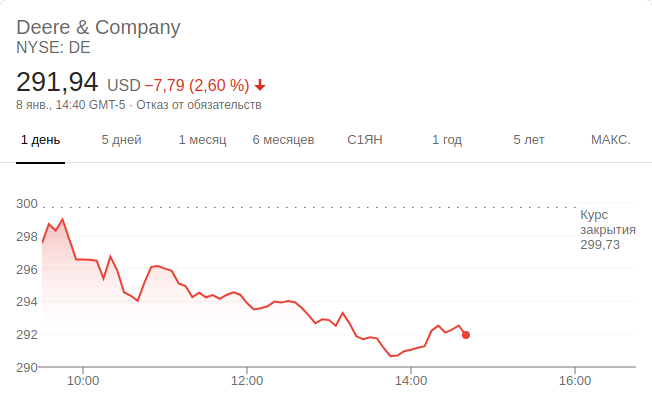 Deere & Company
NYSE: DE
291,94 USD −7,79 (2,60 %)
8 янв., 14:40 GMT-5 · Отказ от обязательств
1 день 5 дней 1 месяц 6 месяцев С1ЯН 1 год 5 лет МАКС.
300
298
296
294
292
290
Курс
закрытия
299,73
10:00 12:00 14:00 16:00